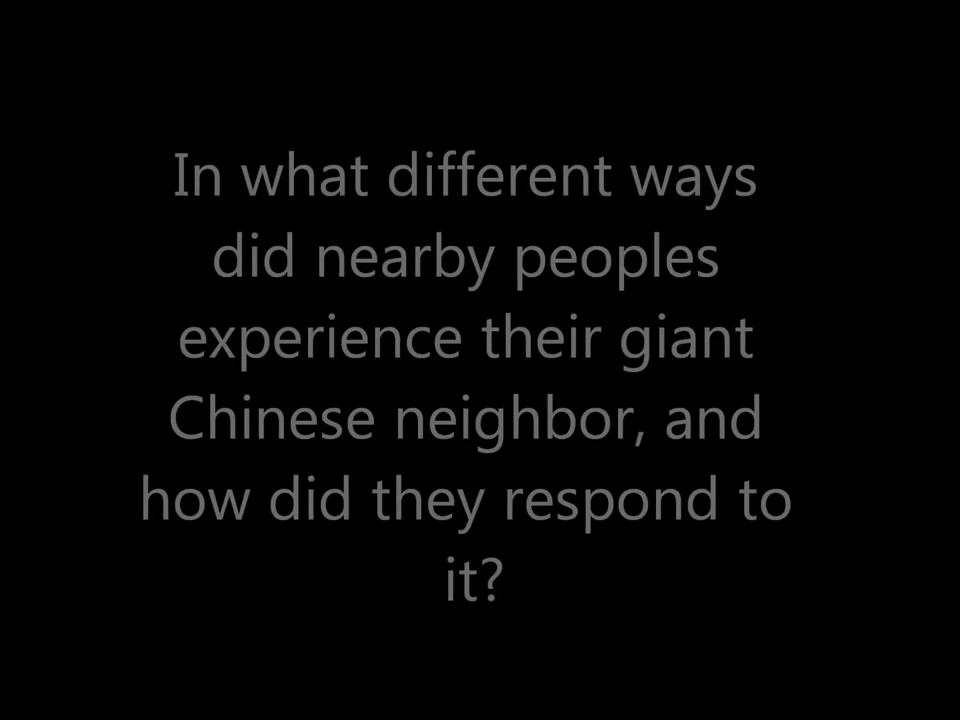 In what different ways
did nearby peoples
experience their giant
Chinese neighbor, and
how did they respond to
it?